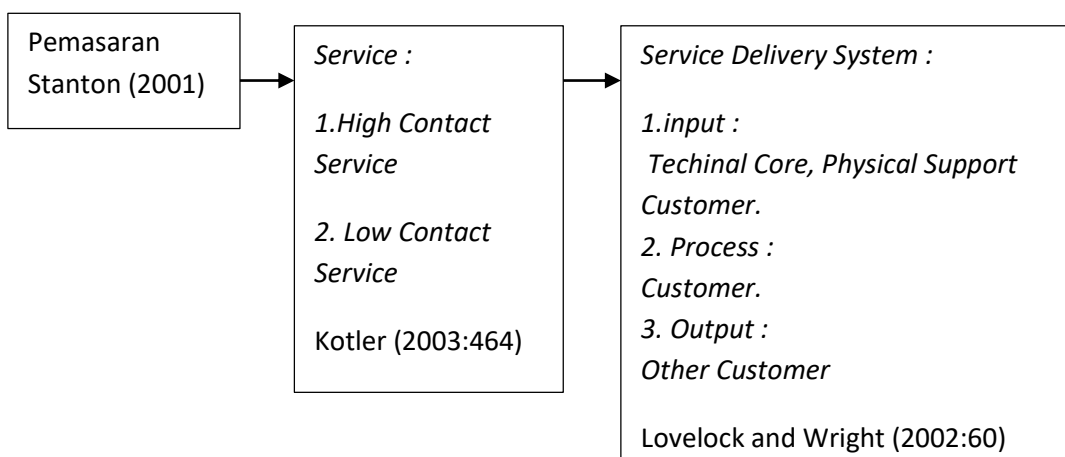 Pemasaran
Stanton (2001)
Service :
1.High Contact
Service
2. Low Contact
Service
Kotler (2003:464)
Service Delivery System :
1.input :
Techinal Core, Physical Support
Customer.
2. Process :
Customer.
3. Output :
Other Customer
Lovelock and Wright (2002:60)